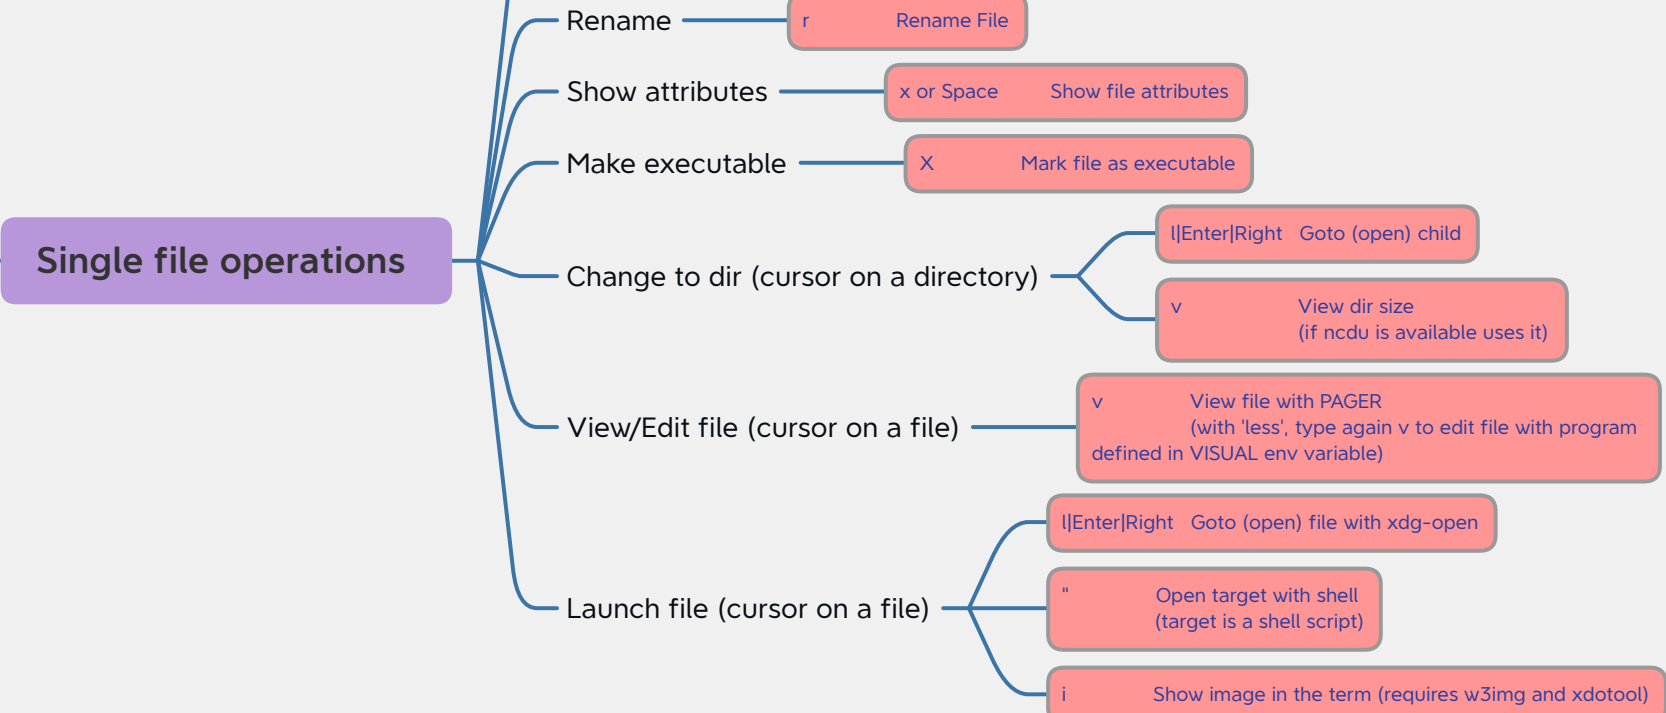 Rename
r Rename File
Show attributes
x or Space Show file attributes
Make executable
X Mark file as executable
Single file operations
Change to dir (cursor on a directory)
l|Enter|Right Goto (open) child
v View dir size
(if ncdu is available uses it)
View/Edit file (cursor on a file)
v View file with PAGER
(with 'less', type again v to edit file with program
defined in VISUAL env variable)
Launch file (cursor on a file)
l|Enter|Right Goto (open) file with xdg-open
" Open target with shell
(target is a shell script)
i Show image in the term (requires w3img and xdotool)